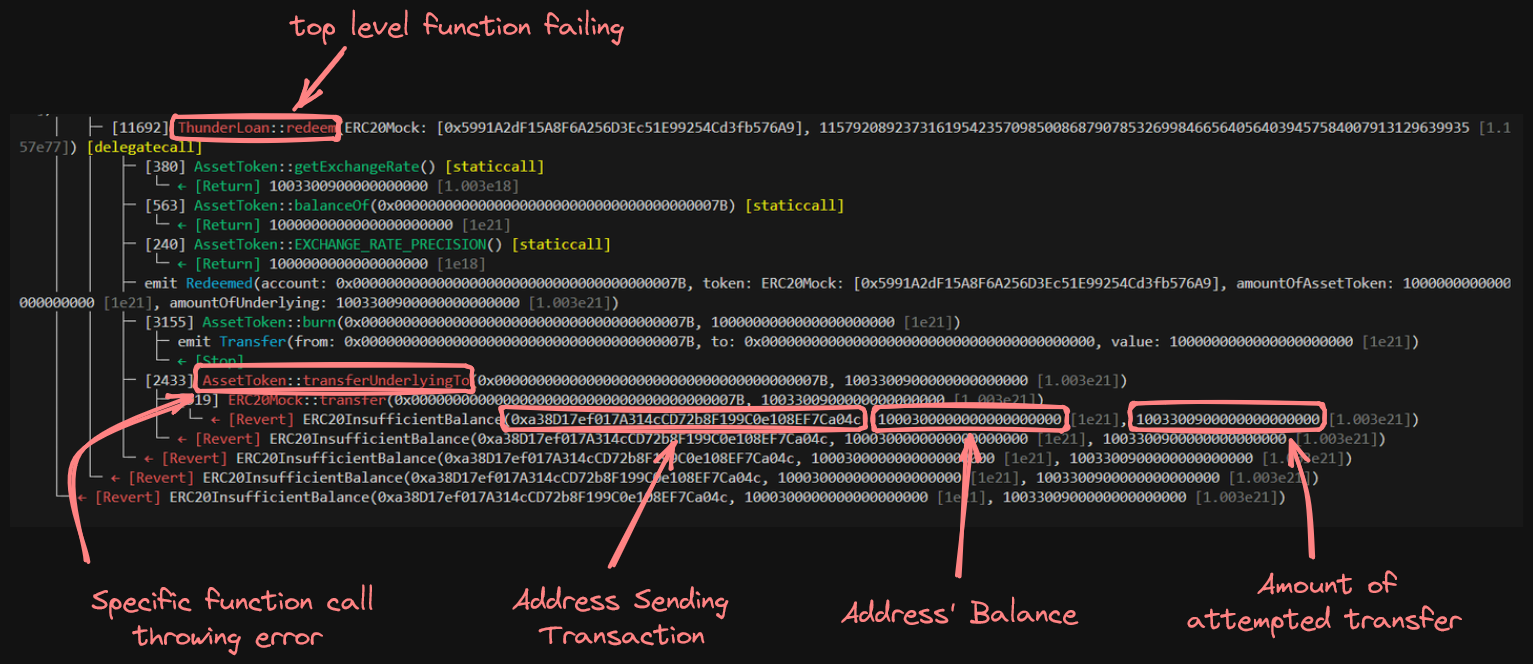 top level function failing
[11692] ThunderLoan::redeem(ERC20Mock: [0x5991A2dF15A8F6A256D3Ec51E99254Cd3fb576A9], 115792089237316195423570985008687907853269984665640564039457584007913129639935 [1.1
57e77]) [delegatecall]
[380] AssetToken::getExchangeRate() [staticcall]
← [Return] 1003300900000000000 [1.003e18]
[563] AssetToken::balanceOf(0x000000000000000000000000000000000000007B) [staticcall]
← [Return] 1000000000000000000000 [1e21]
[240] AssetToken::EXCHANGE_RATE_PRECISION() [staticcall]
← [Return] 1000000000000000000 [1e18]
emit Redeemed(account: 0x000000000000000000000000000000000000007B, token: ERC20Mock: [0x5991A2dF15A8F6A256D3Ec51E99254Cd3fb576A9], amountOfAssetToken: 1000000000000
000000000 [1e21], amountOfUnderlying: 1003300900000000000000 [1.003e21])
[3155] AssetToken::burn(0x000000000000000000000000000000000000007B, 1000000000000000000000 [1e21])
emit Transfer(from: 0x000000000000000000000000000000000000007B, to: 0x0000000000000000000000000000000000000000, value: 1000000000000000000000 [1e21])
← [Stop]
[2433] AssetToken::transferUnderlyingTo(0x000000000000000000000000000000000000007B, 1003300900000000000000 [1.003e21])
19] ERC20Mock::transfer(0x000000000000000000000000000000000000007B, 1003300900000000000000 [1.003e21])
← [Revert] ERC20InsufficientBalance(0xa38D17ef017A314cCD72b8F199C0e108EF7Ca04c, 1000300000000000000000 [1e21], 1003300900000000000000 [1.003e21])
← [Revert] ERC20InsufficientBalance(0xa38D17ef017A314cCD72b8F199C0e108EF7Ca04c, 1000300000000000000000 [1e21], 1003300900000000000000 [1.003e21])
← [Revert] ERC20InsufficientBalance(0xa38D17ef017A314cCD72b8F199C0e108EF7Ca04c, 1000300000000000000000 [1e21], 1003300900000000000000 [1.003e21])
← [Revert] ERC20InsufficientBalance(0xa38D17ef017A314cCD72b8F199C0e108EF7Ca04c, 1000300000000000000000 [1e21], 1003300900000000000000 [1.003e21])
← [Revert] ERC20InsufficientBalance(0xa38D17ef017A314cCD72b8F199C0e108EF7Ca04c, 1000300000000000000000 [1e21], 1003300900000000000000 [1.003e21])
Specific function call
throwing error
Address Sending
Transaction
Address' Balance
Amount of
attempted transfer